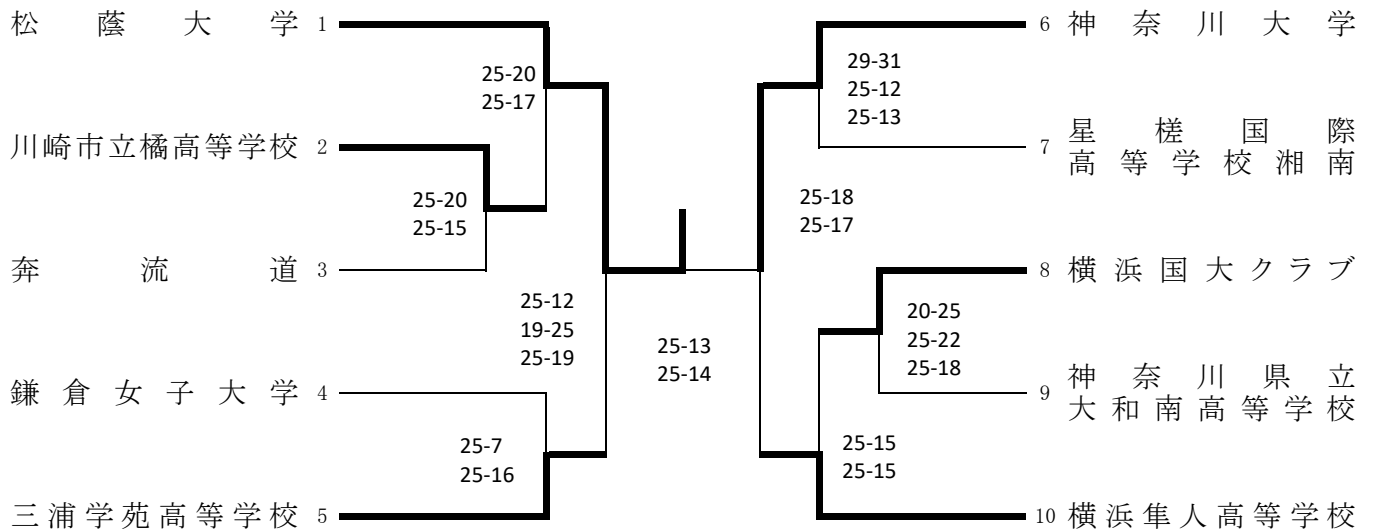 松蔭大学 1
25-20
25-17
川崎市立橘高等学校 2
25-20
25-15
奔流道 3
25-12
19-25
25-19
鎌倉女子大学 4
25-7
25-16
三浦学苑高等学校 5
25-13
25-14
6 神奈川大学
29-31
25-12
25-13
7 星槎国際
高等学校湘南
25-18
25-17
8 横浜国大クラブ
20-25
25-22
25-18
9 神奈川県立
大和南高等学校
25-15
25-15
10 横浜隼人高等学校